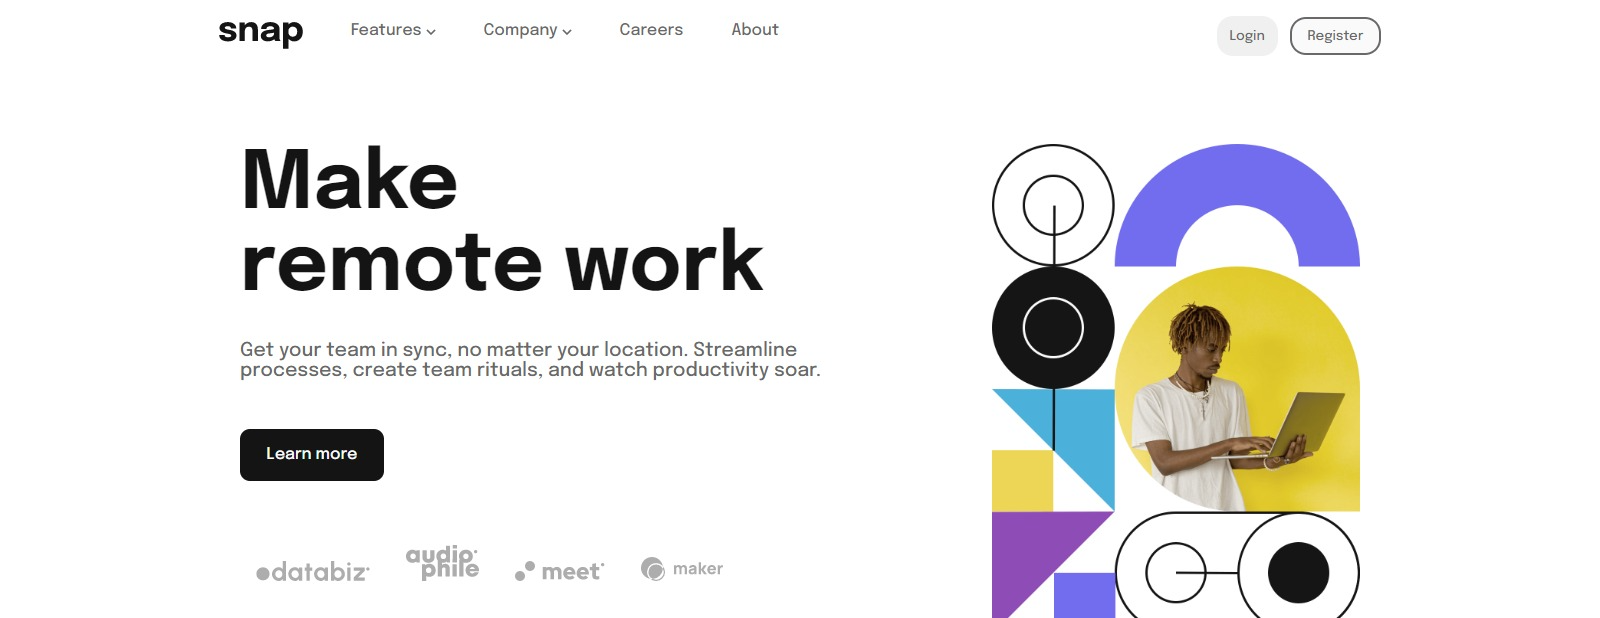 snap Features Company Careers About Login Register
Make
remote work
Get your team in sync, no matter your location. Streamline
processes, create team rituals, and watch productivity soar.
Learn more
databiz audio phile meet maker